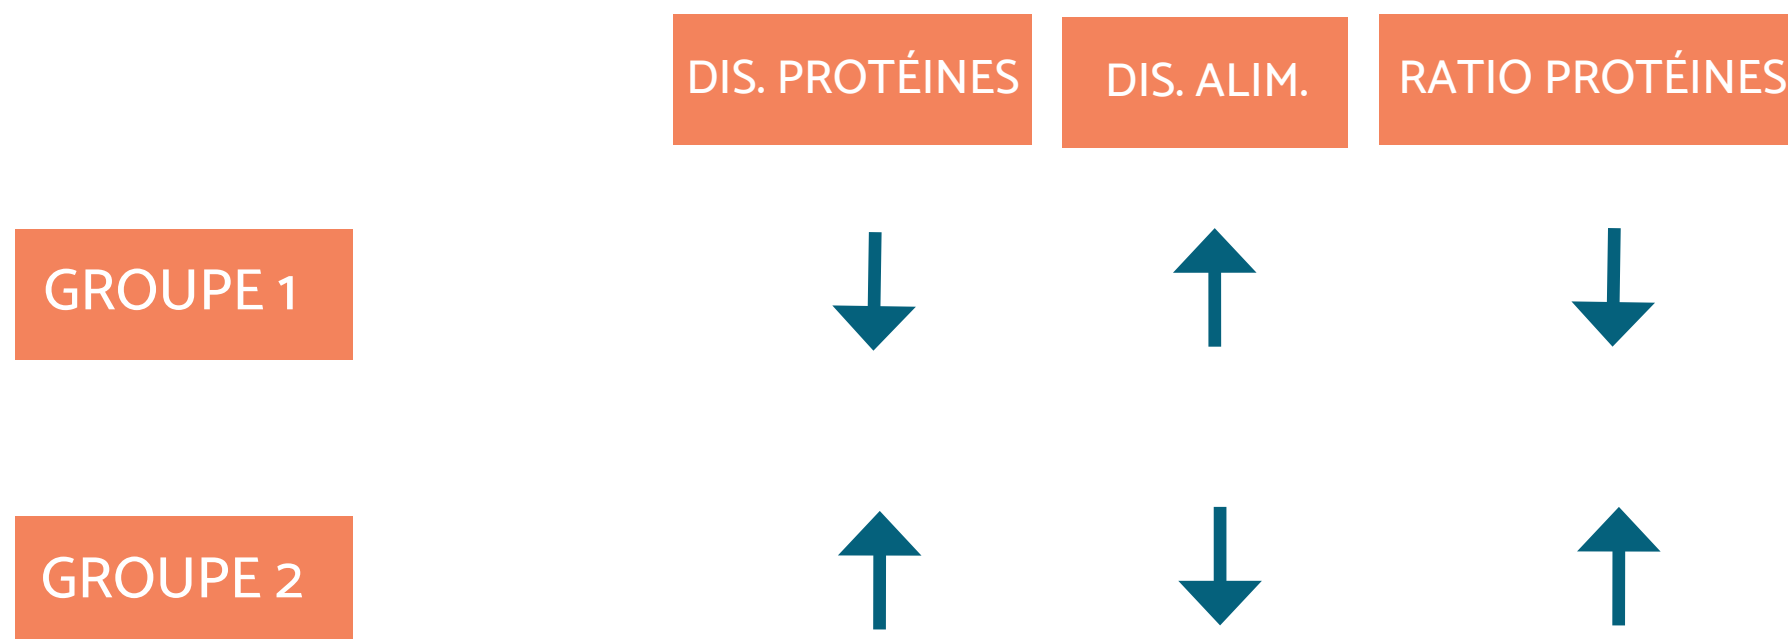 DIS. PROTÉINES
DIS. ALIM.
RATIO PROTÉINES
GROUPE 1
GROUPE 2